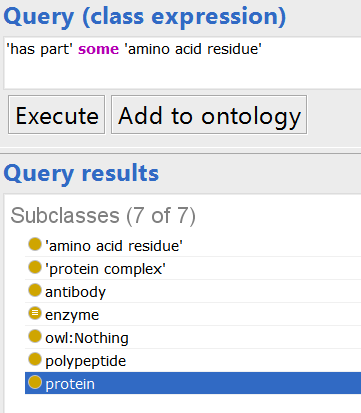 Query (class expression)
'has part' some 'amino acid residue'
Execute Add to ontology
Query results
Subclasses (7 of 7)
'amino acid residue'
'protein complex'
antibody
enzyme
owl:Nothing
polypeptide
protein